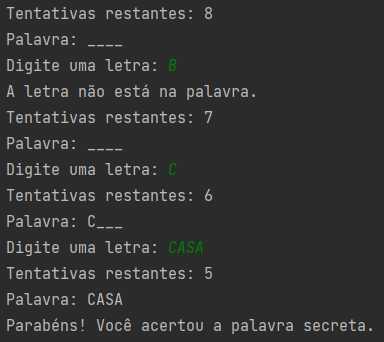 Tentativas restantes: 8
Palavra: ____
Digite uma letra: B
A letra não está na palavra.
Tentativas restantes: 7
Palavra: ____
Digite uma letra: C
Tentativas restantes: 6
Palavra: C___
Digite uma letra: CASA
Tentativas restantes: 5
Palavra: CASA
Parabéns! Você acertou a palavra secreta.